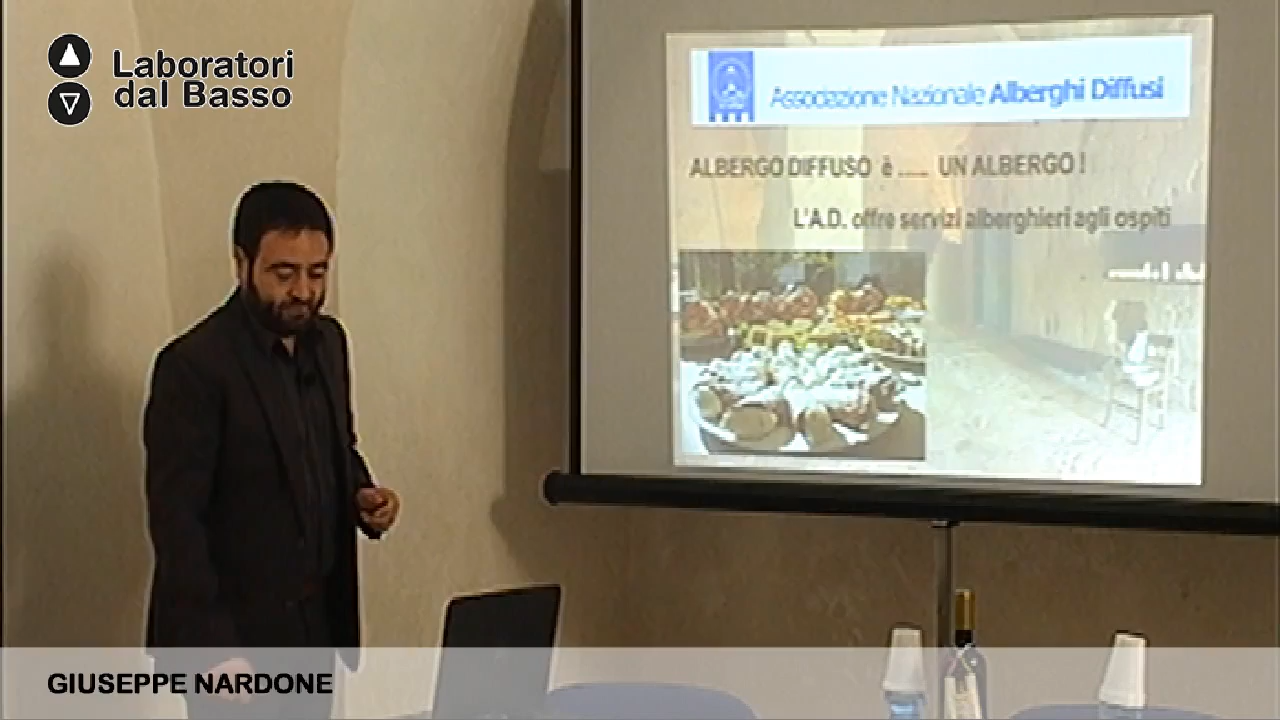 Laboratori
dal Basso
Associazione Nazionale Alberghi Diffusi
ALBERGO DIFFUSO è ...... UN ALBERGO !
L'A.D. offre servizi alberghieri agli ospiti
GIUSEPPE NARDONE